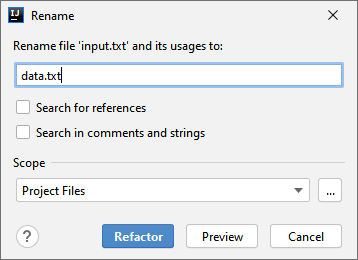 IJ Rename
Rename file 'input.txt' and its usages to:
data.txt
Search for references
Search in comments and strings
Scope
Project Files
...
? Refactor Preview Cancel